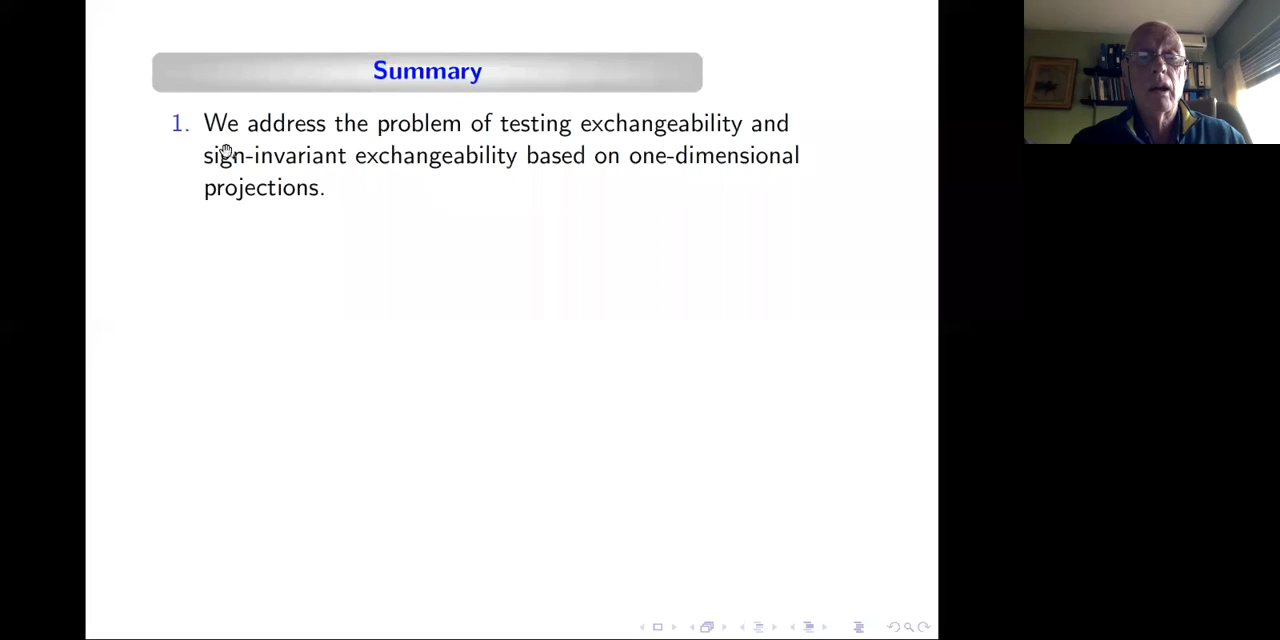 Summary
1. We address the problem of testing exchangeability and
sign-invariant exchangeability based on one-dimensional
projections.